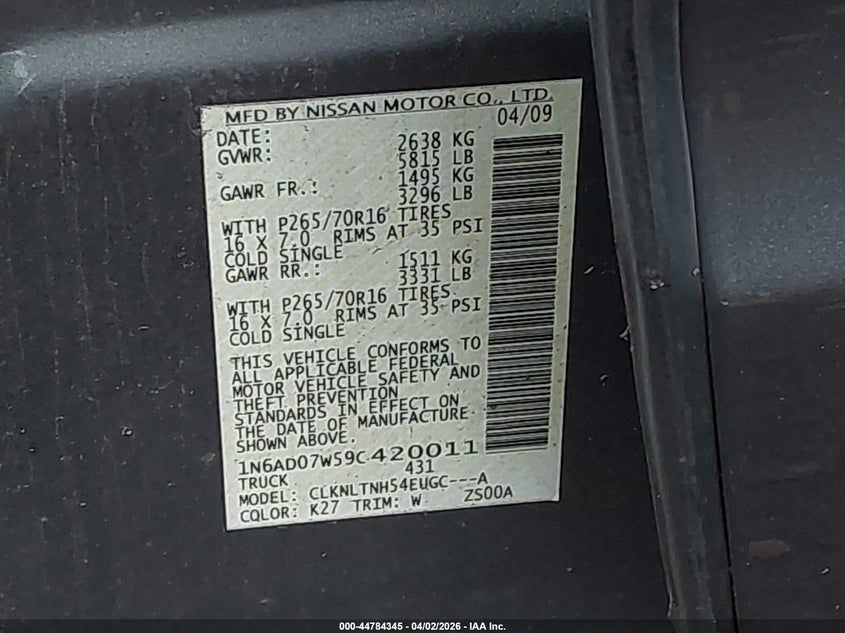 MFD BY NISSAN MOTOR CO., LTD.
DATE: 04/09
GVWR: 2638 KG
5815 LB
GAWR FR.: 1495 KG
3296 LB
WITH P265/70R16 TIRES
16 X 7.0 RIMS AT 35 PSI
COLD SINGLE
GAWR RR.: 1511 KG
3331 LB
WITH P265/70R16 TIRES
16 X 7.0 RIMS AT 35 PSI
COLD SINGLE
THIS VEHICLE CONFORMS TO
ALL APPLICABLE FEDERAL
MOTOR VEHICLE SAFETY AND
THEFT PREVENTION
STANDARDS IN EFFECT ON
THE DATE OF MANUFACTURE
SHOWN ABOVE.
1N6AD07W59C420011
TRUCK 431
MODEL: CLKNLTNH54EUGC---A
COLOR: K27 TRIM: W ZS00A
000-44784345 - 04/02/2026 - IAA Inc.